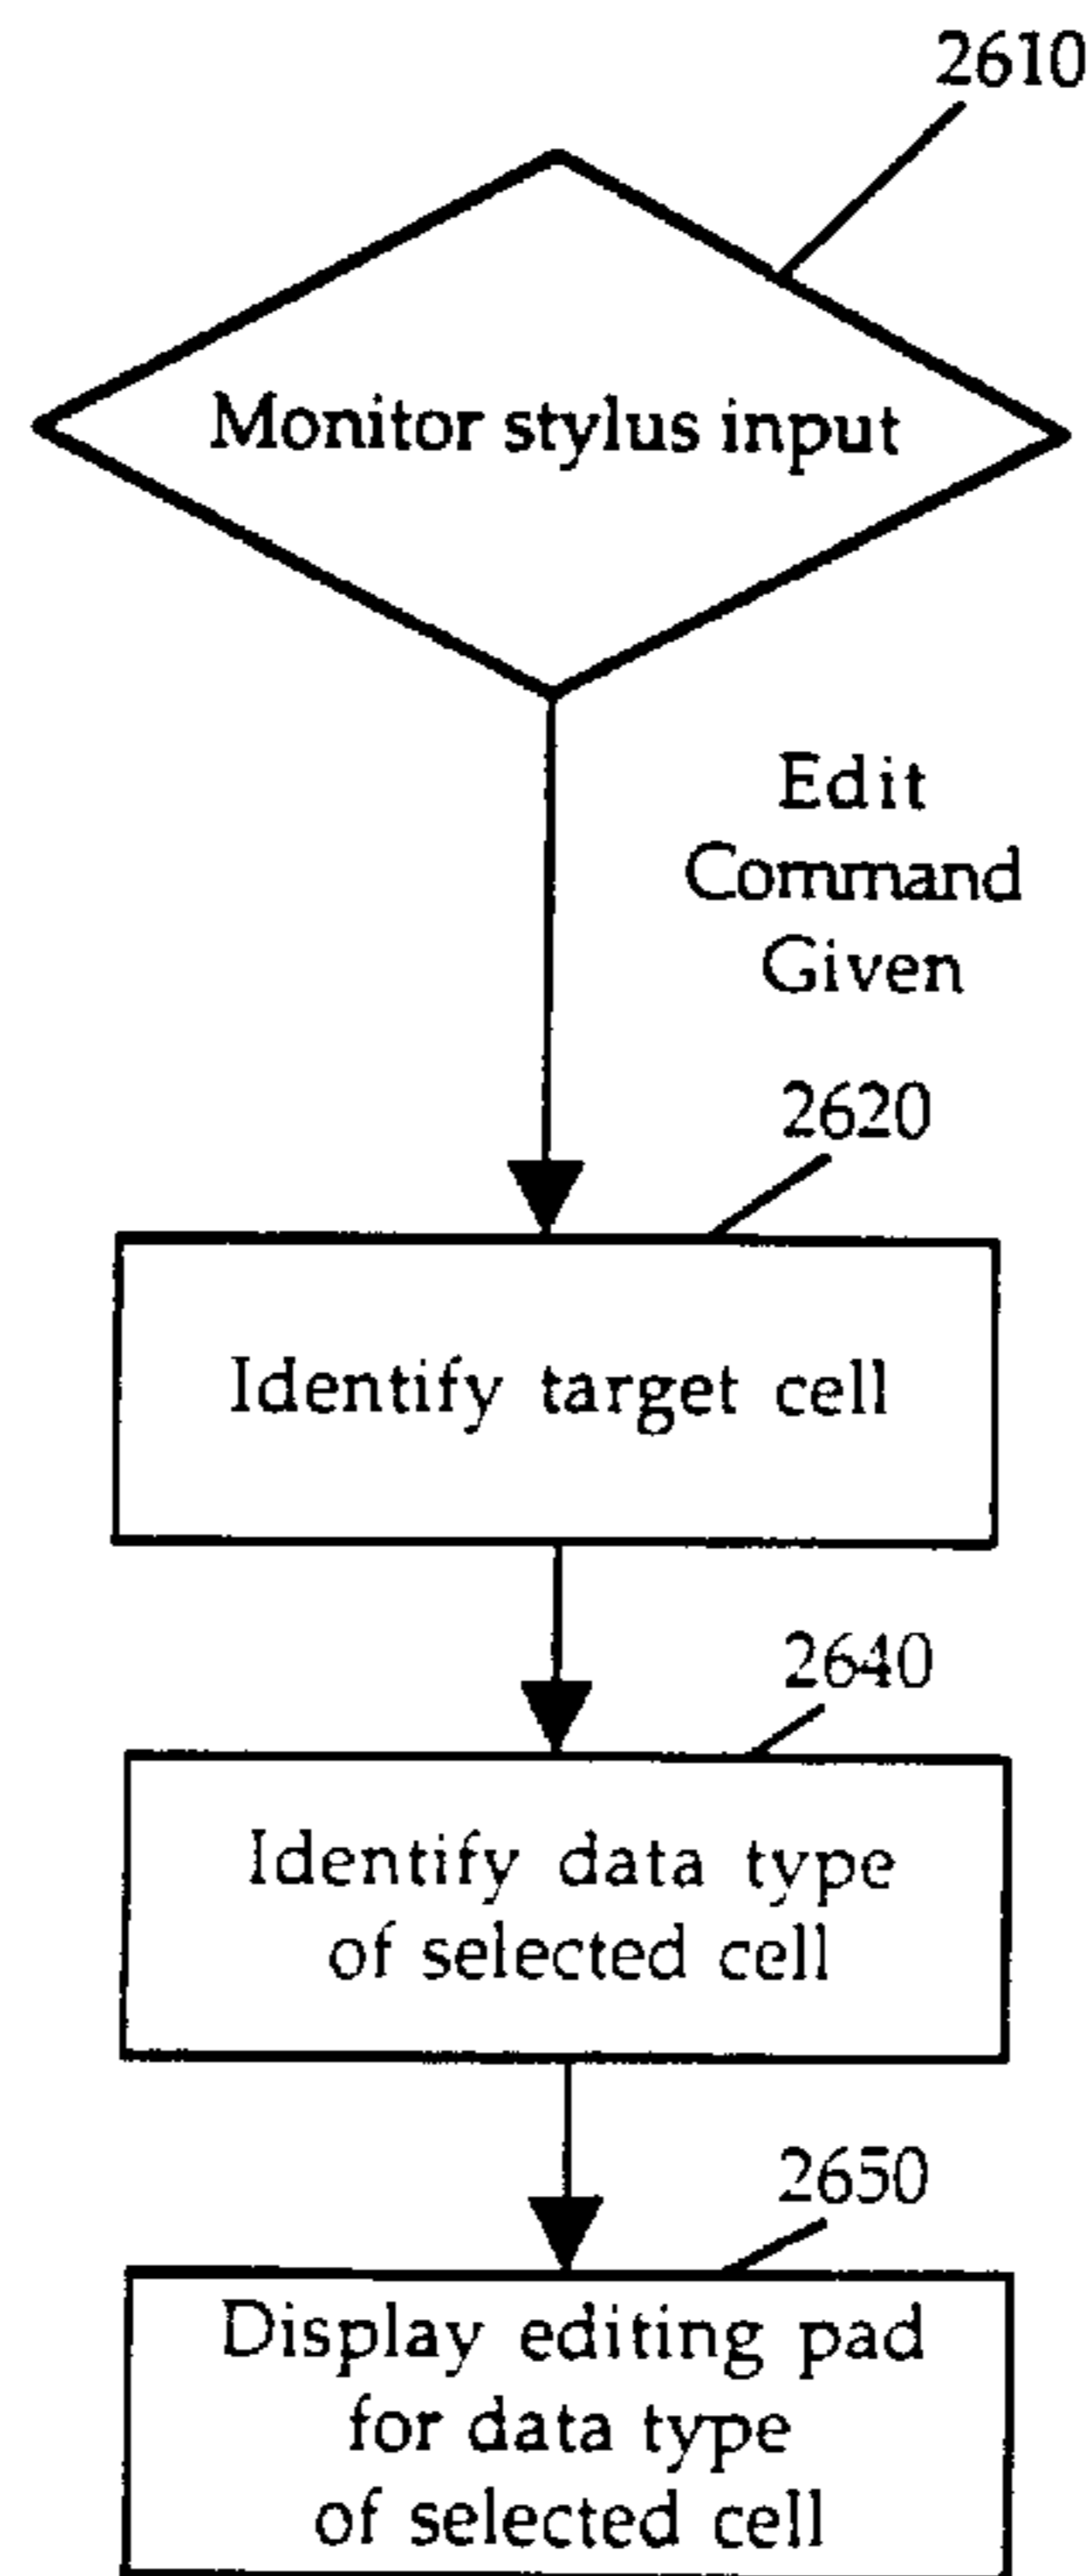 2610
Monitor stylus input
Edit
Command
Given
2620
Identify target cell
2640
Identify data type
of selected cell
2650
Display editing pad
for data type
of selected cell